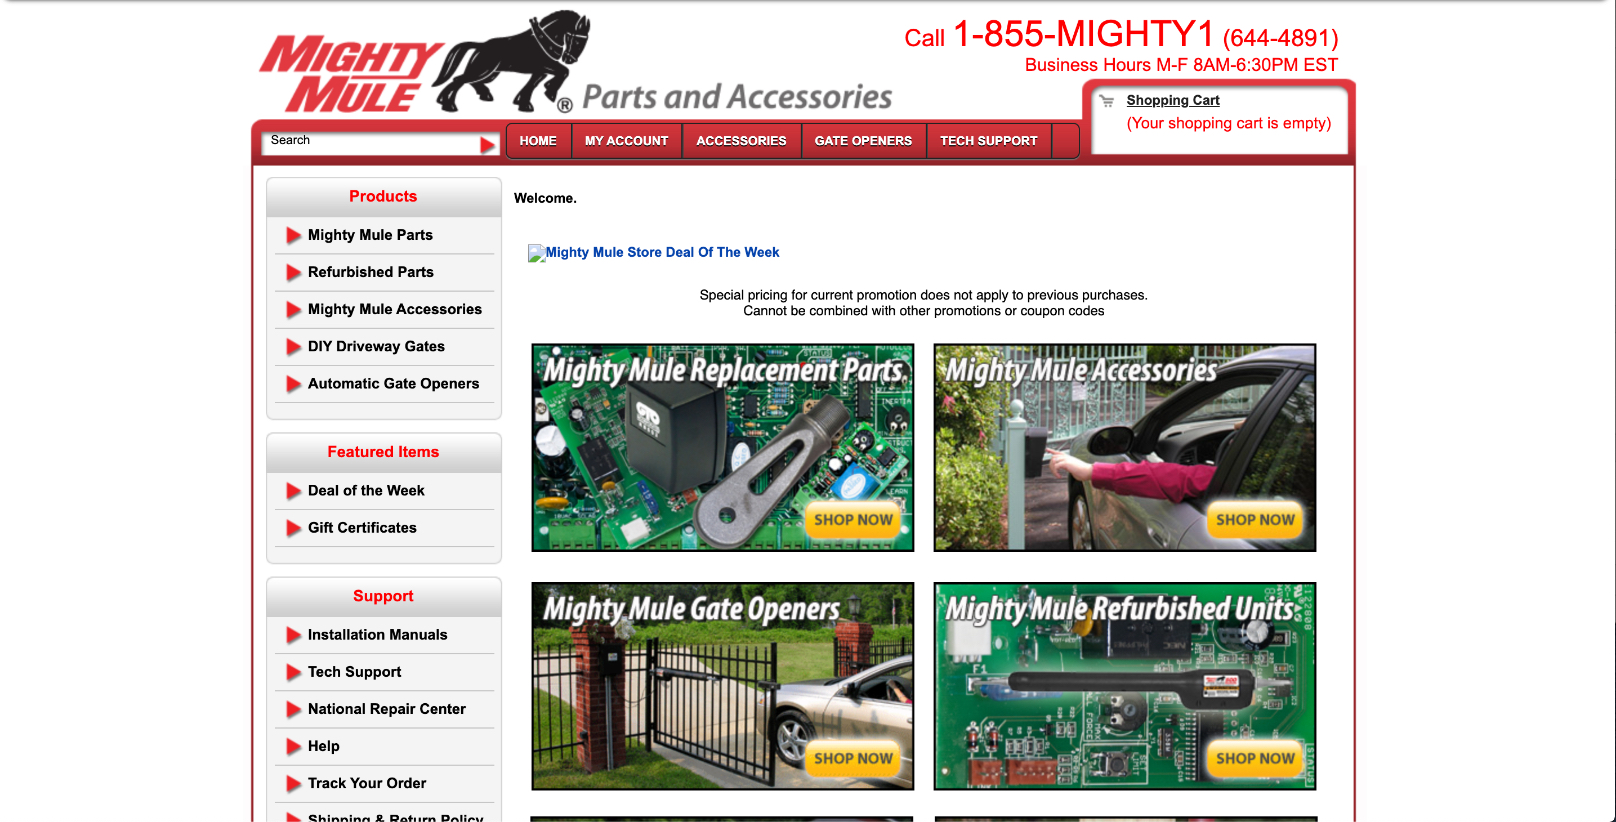 MIGHTY
MULE
® Parts and Accessories
Call 1-855-MIGHTY1 (644-4891)
Business Hours M-F 8AM-6:30PM EST
Shopping Cart
(Your shopping cart is empty)
Search
HOME
MY ACCOUNT
ACCESSORIES
GATE OPENERS
TECH SUPPORT
Products
Mighty Mule Parts
Refurbished Parts
Mighty Mule Accessories
DIY Driveway Gates
Automatic Gate Openers
Featured Items
Deal of the Week
Gift Certificates
Support
Installation Manuals
Tech Support
National Repair Center
Help
Track Your Order
Shipping & Return Policy
Welcome.
Mighty Mule Store Deal Of The Week
Special pricing for current promotion does not apply to previous purchases.
Cannot be combined with other promotions or coupon codes
Mighty Mule Replacement Parts
GTO
SHOP NOW
Mighty Mule Accessories
SHOP NOW
Mighty Mule Gate Openers
SHOP NOW
Mighty Mule Refurbished Units
F1
SHOP NOW